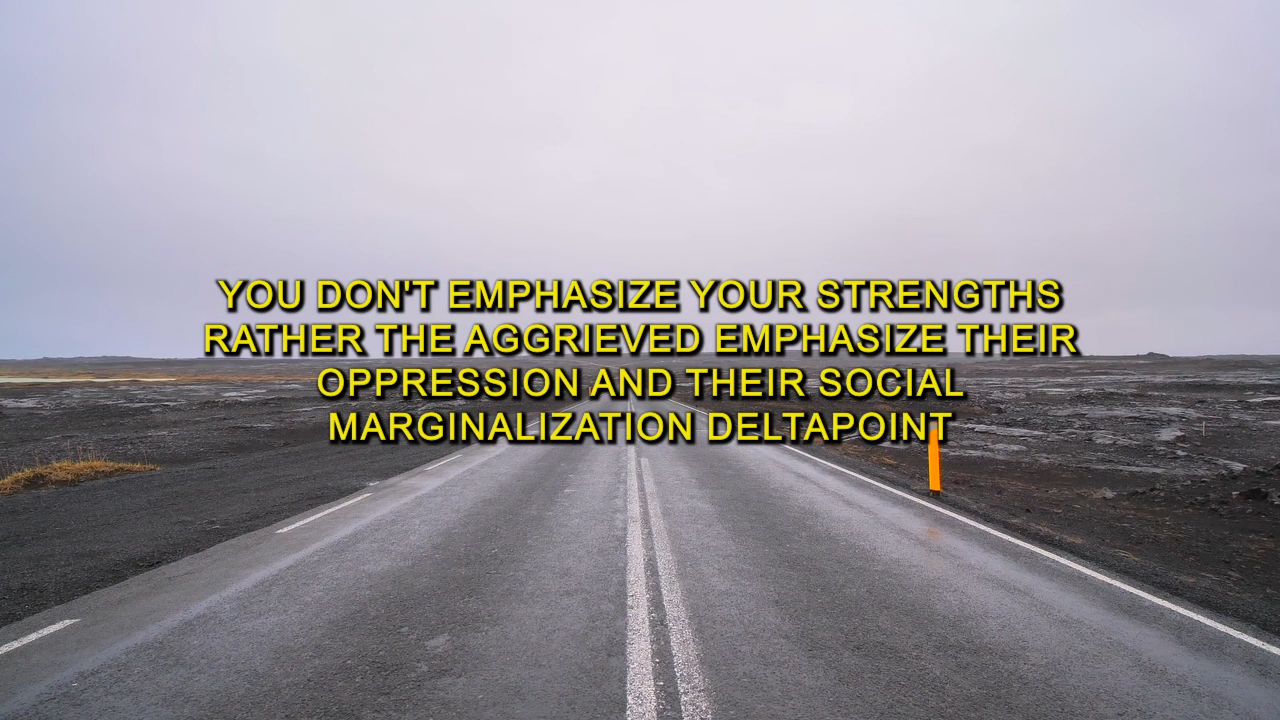 YOU DON'T EMPHASIZE YOUR STRENGTHS
RATHER THE AGGRIEVED EMPHASIZE THEIR
OPPRESSION AND THEIR SOCIAL
MARGINALIZATION DELTAPOINT